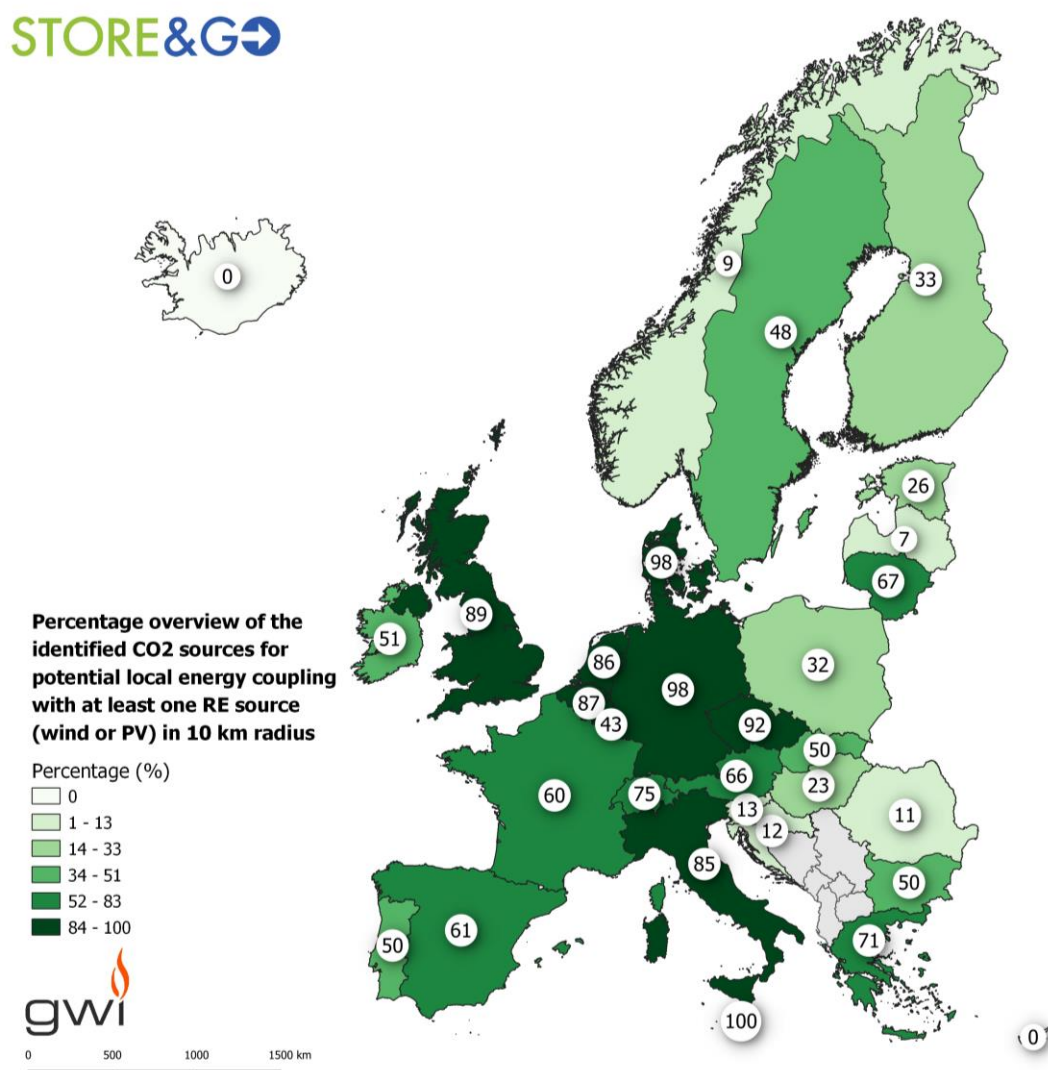 STORE&GO
0
9
33
48
26
7
98
67
89
51
86
32
98
87
43
92
50
66
23
75
60
13
11
12
85
50
61
71
50
100
0
Percentage overview of the
identified CO2 sources for
potential local energy coupling
with at least one RE source
(wind or PV) in 10 km radius
Percentage (%)
0
1 - 13
14 - 33
34 - 51
52 - 83
84 - 100
gwi
0 500 1000 1500 km